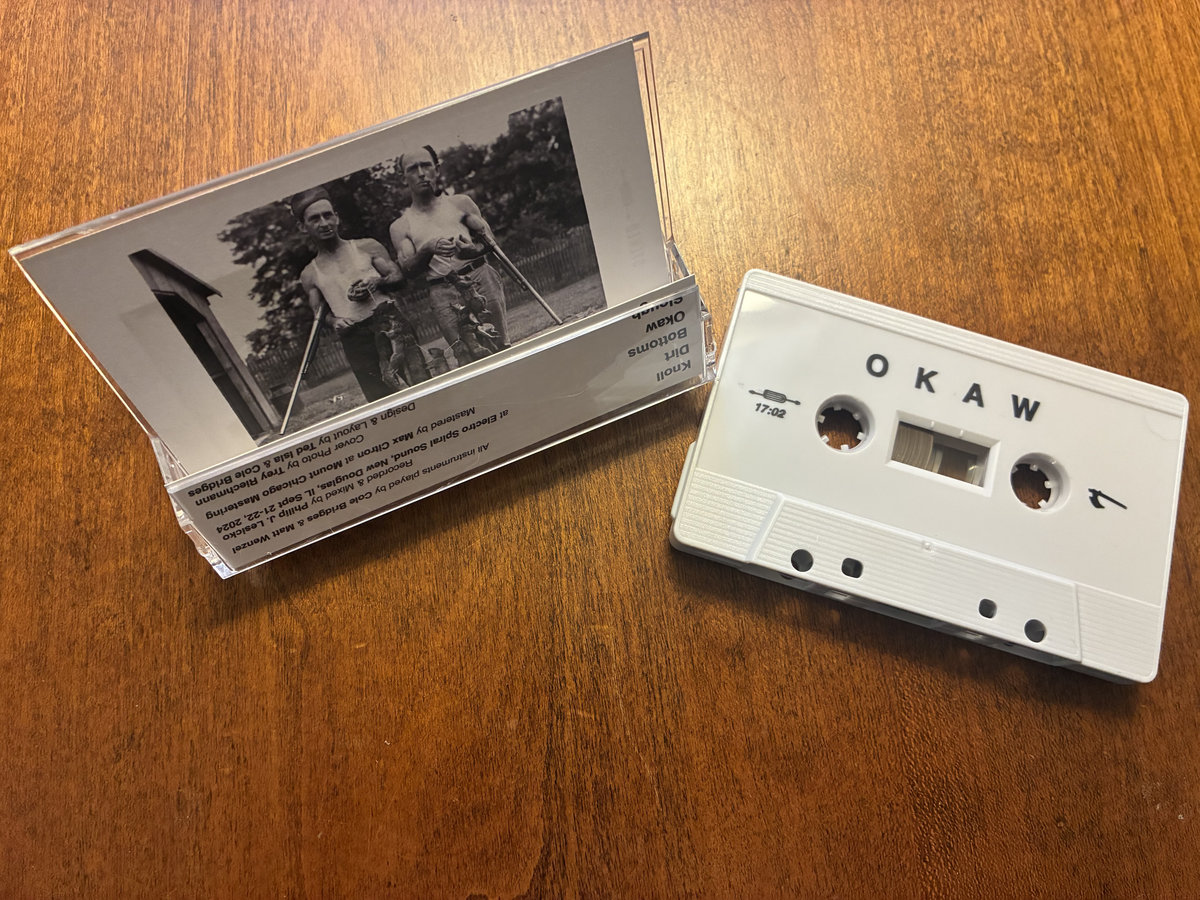 Knoll
Dirt
Bottoms
Okaw
Slough
All instruments played by Cole Bridges & Matt Wenzel
Recorded & Mixed by Philip J. Lesicko
at Electro Spiral Sound, New Douglas, IL Sept 21-22, 2024
Mastered by Max Citron at Mount Chicago Mastering
Cover Photo by Trey Riechmann
Design & Layout by Ted Isla & Cole Bridges
OKAW
17:02